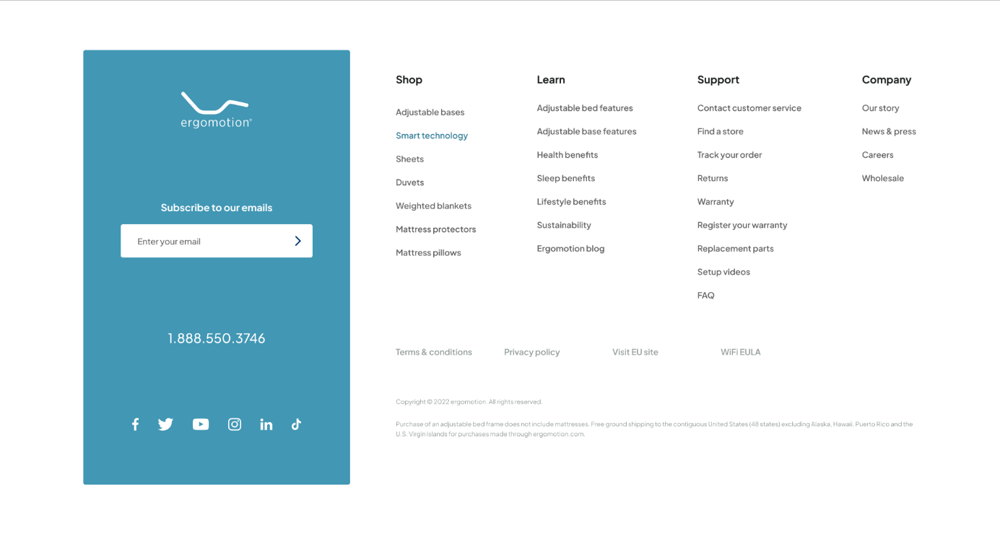 ergomotion®
Subscribe to our emails
Enter your email
1.888.550.3746
Shop
Adjustable bases
Smart technology
Sheets
Duvets
Weighted blankets
Mattress protectors
Mattress pillows
Learn
Adjustable bed features
Adjustable base features
Health benefits
Sleep benefits
Lifestyle benefits
Sustainability
Ergomotion blog
Support
Contact customer service
Find a store
Track your order
Returns
Warranty
Register your warranty
Replacement parts
Setup videos
FAQ
Company
Our story
News & press
Careers
Wholesale
Terms & conditions
Privacy policy
Visit EU site
WiFi EULA
Copyright © 2022 ergomotion. All rights reserved.
Purchase of an adjustable bed frame does not include mattresses. Free ground shipping to the contiguous United States (48 states) excluding Alaska, Hawaii, Puerto Rico and the
U.S. Virgin Islands for purchases made through ergomotion.com.